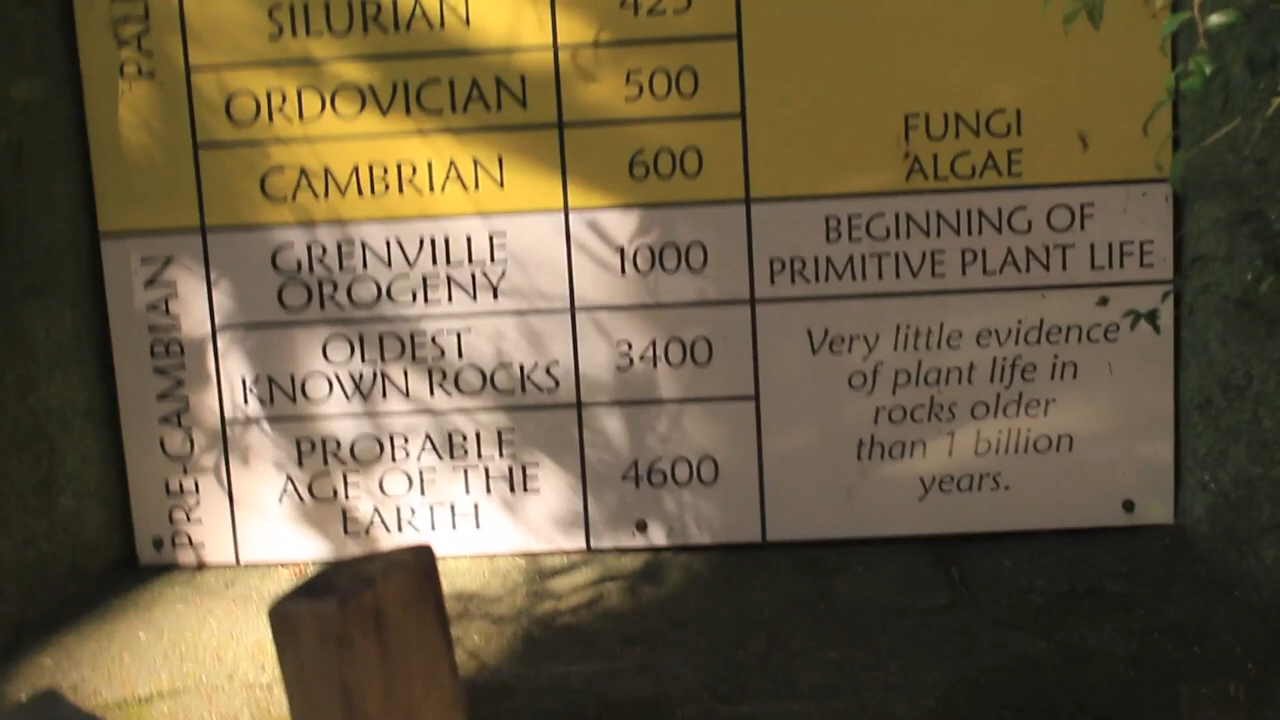 SILURIAN
425
ORDOVICIAN
500
CAMBRIAN
600
FUNGI
ALGAE
PRE-CAMBIAN
GRENVILLE
OROGENY
1000
BEGINNING OF
PRIMITIVE PLANT LIFE
OLDEST
KNOWN ROCKS
3400
PROBABLE
AGE OF THE
EARTH
4600
Very little evidence
of plant life in
rocks older
than 1 billion
years.